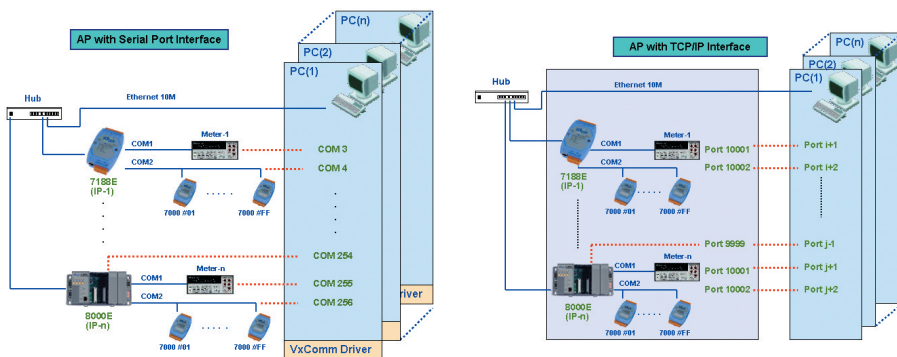 AP with Serial Port Interface
PC(n)
PC(2)
PC(1)
Hub
Ethernet 10M
COM1
Meter-1
COM 3
COM2
COM 4
7188E
(IP-1)
7000 #01
7000 #FF
COM 254
COM1
Meter-n
COM 255
COM2
COM 256
8000E
(IP-n)
7000 #01
7000 #FF
iver
VxComm Driver
AP with TCP/IP Interface
PC(n)
PC(2)
PC(1)
Hub
Ethernet 10M
Meter-1
COM1
Port 10001
Port i+1
COM2
Port 10002
Port i+2
7188E
(IP-1)
7000 #01
7000 #FF
Port 9999
Port j-1
COM1
Meter-n
Port 10001
Port j+1
COM2
Port 10002
Port j+2
8000E
(IP-n)
7000 #01
7000 #FF